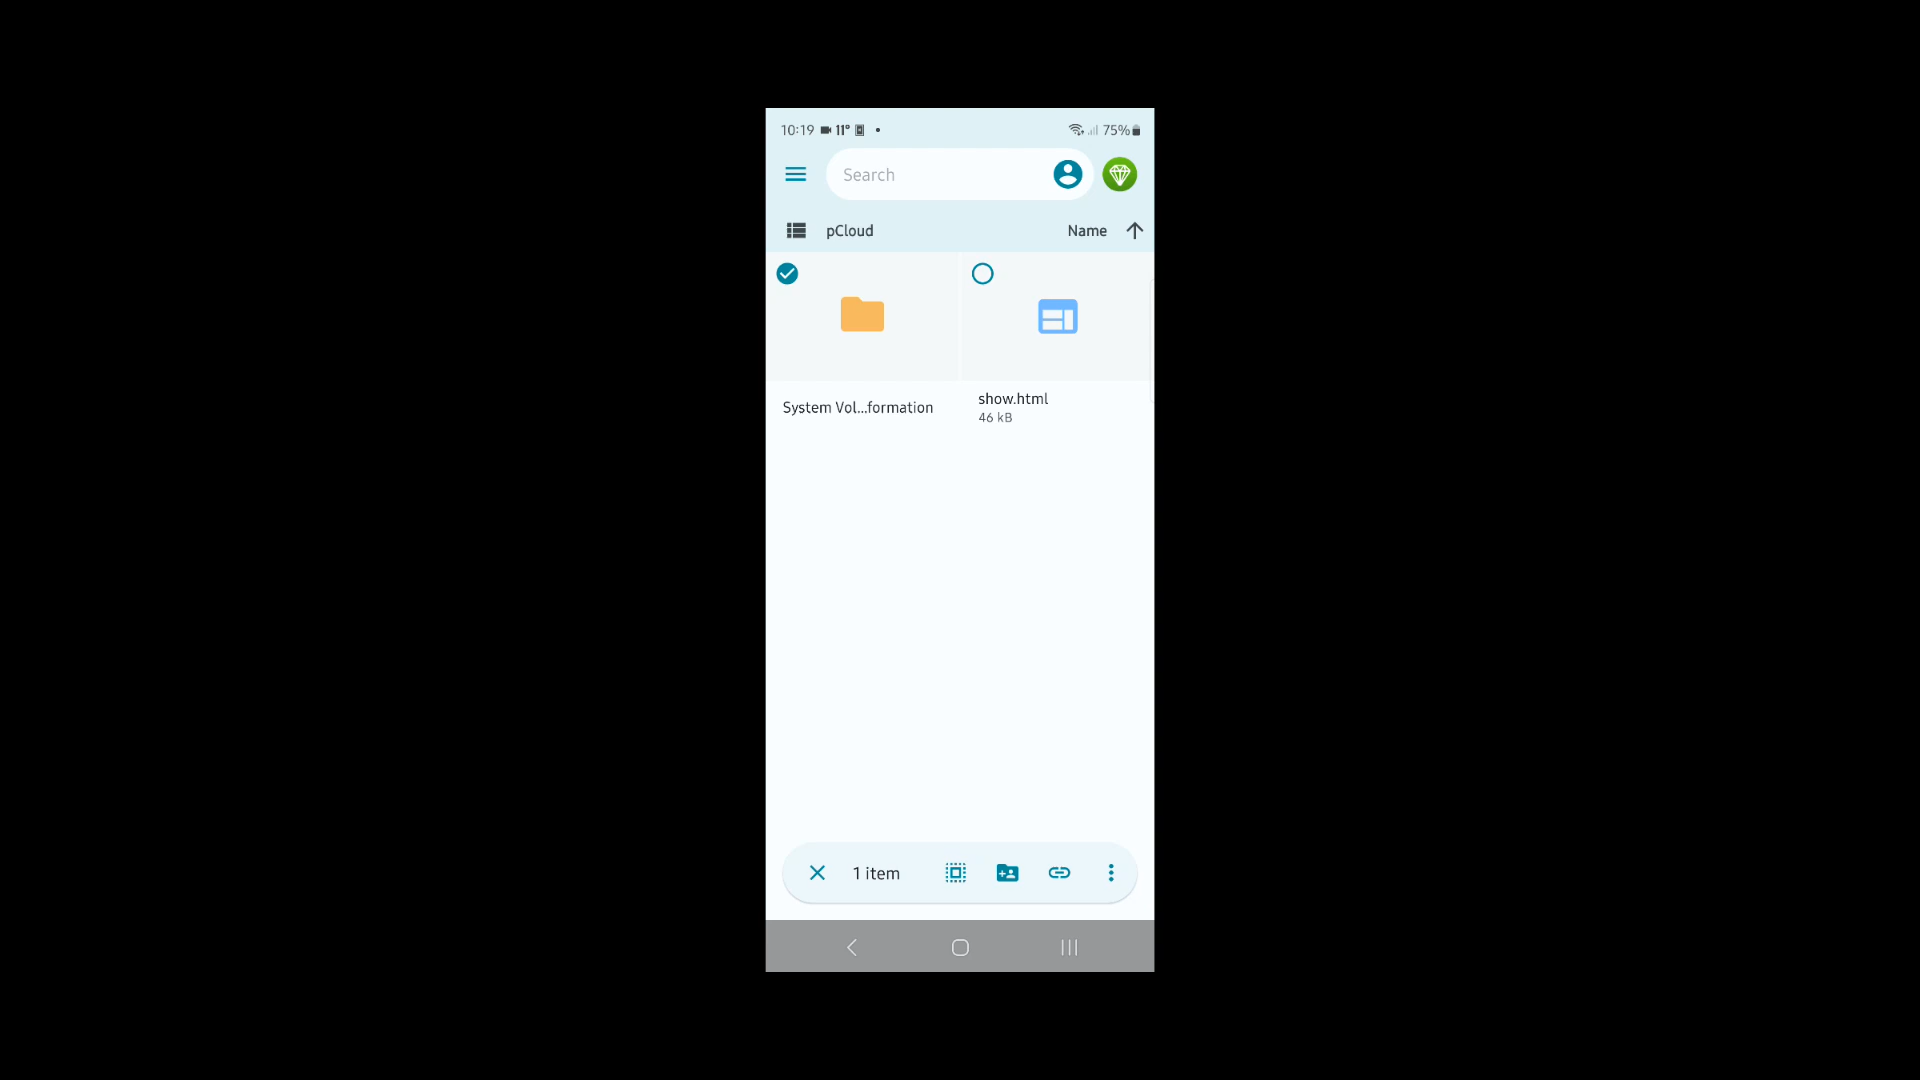 10:19 11° 75%
Search
pCloud Name
System Vol...formation
show.html
46 kB
1 item